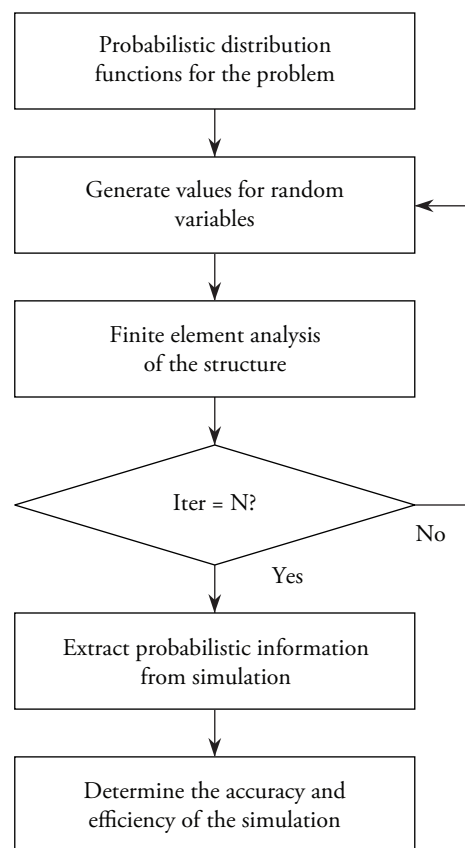 Probabilistic distribution
functions for the problem
Generate values for random
variables
Finite element analysis
of the structure
Iter = N?
No
Yes
Extract probabilistic information
from simulation
Determine the accuracy and
efficiency of the simulation